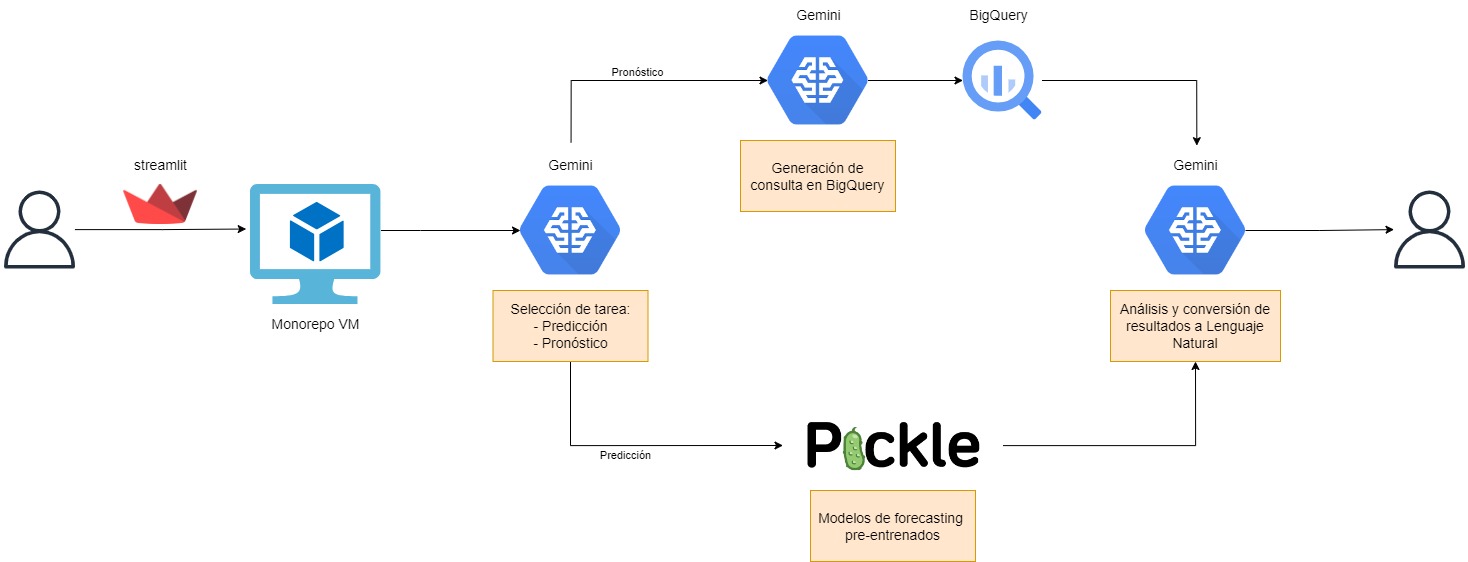 Gemini
BigQuery
Pronóstico
streamlit
Gemini
Generación de
consulta en BigQuery
Gemini
Monorepo VM
Selección de tarea:
- Predicción
- Pronóstico
Análisis y conversión de
resultados a Lenguaje
Natural
Predicción
Pickle
Modelos de forecasting
pre-entrenados